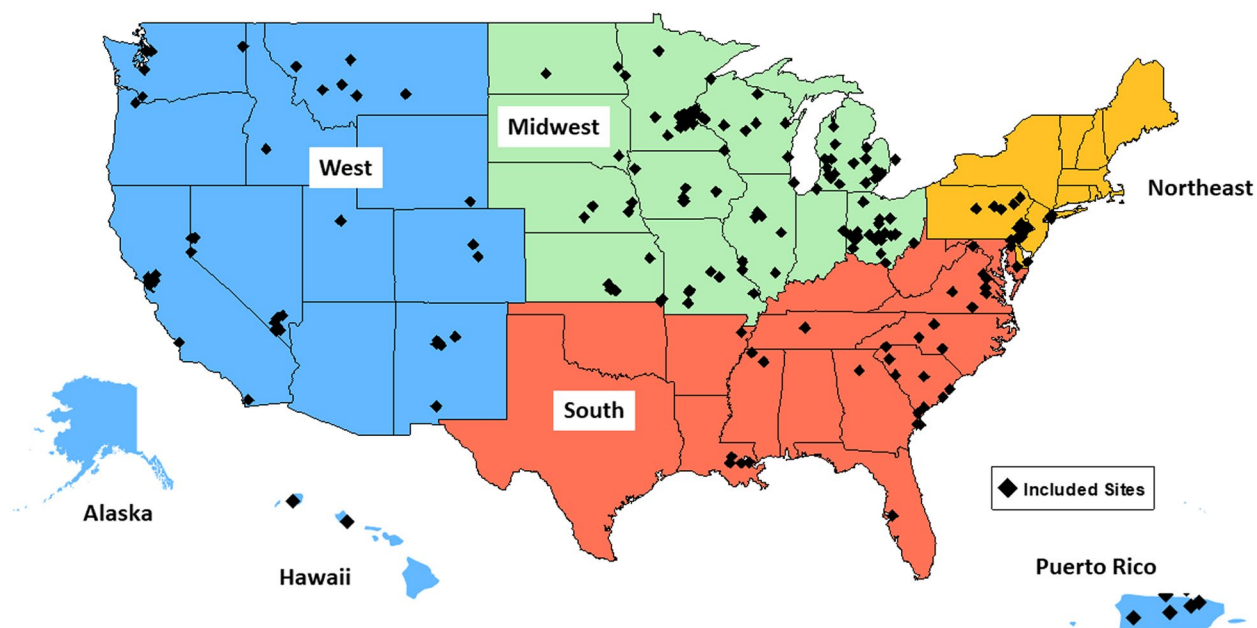 Midwest
West
Northeast
South
Included Sites
Alaska
Hawaii
Puerto Rico